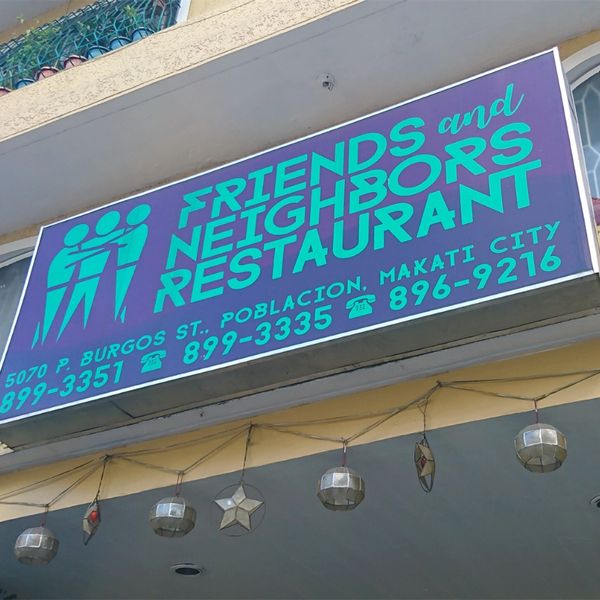 FRIENDS and
NEIGHBORS
RESTAURANT
5070 P. BURGOS ST., POBLACION, MAKATI CITY
899-3351 ☎ 899-3335 ☎ 896-9216